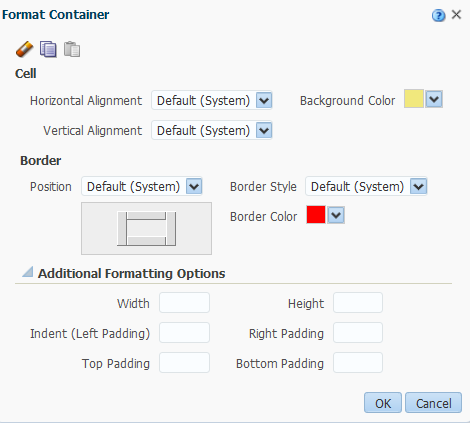 Format Container
Cell
Horizontal Alignment Default (System) Background Color
Vertical Alignment Default (System)
Border
Position Default (System) Border Style Default (System)
Border Color
Additional Formatting Options
Width Height
Indent (Left Padding) Right Padding
Top Padding Bottom Padding
OK Cancel